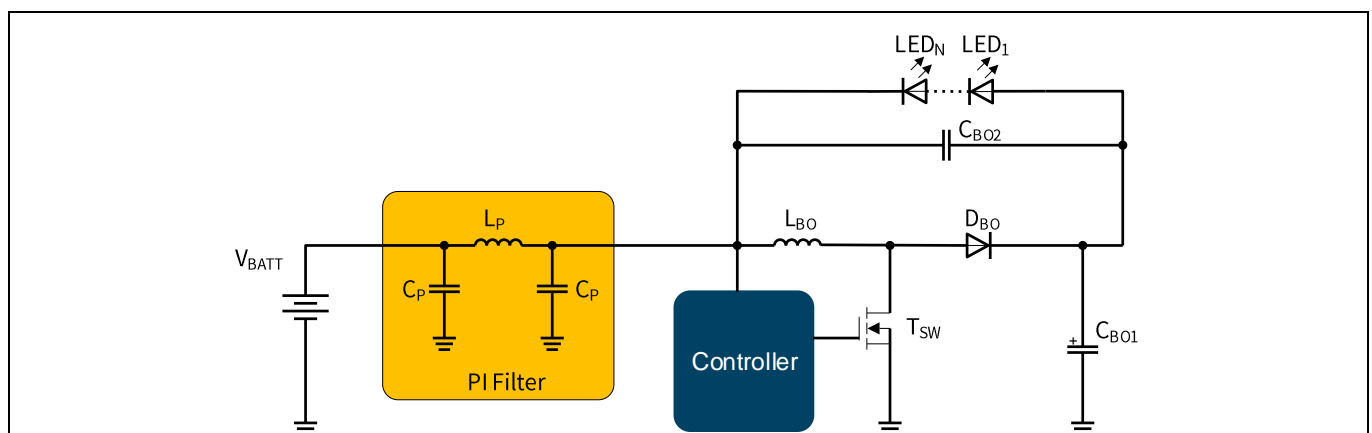 LEDN LED1
CBO2
LP
LBO
DBO
VBATT
CP
CP
TSW
+
CBO1
Controller
PI Filter